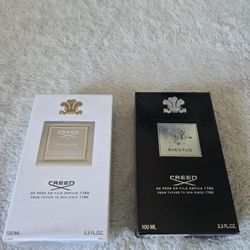 CREED
CREED
DE PÈRE EN FILS DEPUIS 1760
FROM FATHER TO SON SINCE 1760
100 ML 3.3 FL.OZ.
AVENTUS
CREED
DE PÈRE EN FILS DEPUIS 1760
FROM FATHER TO SON SINCE 1760
100 ML 3.3 FL.OZ.